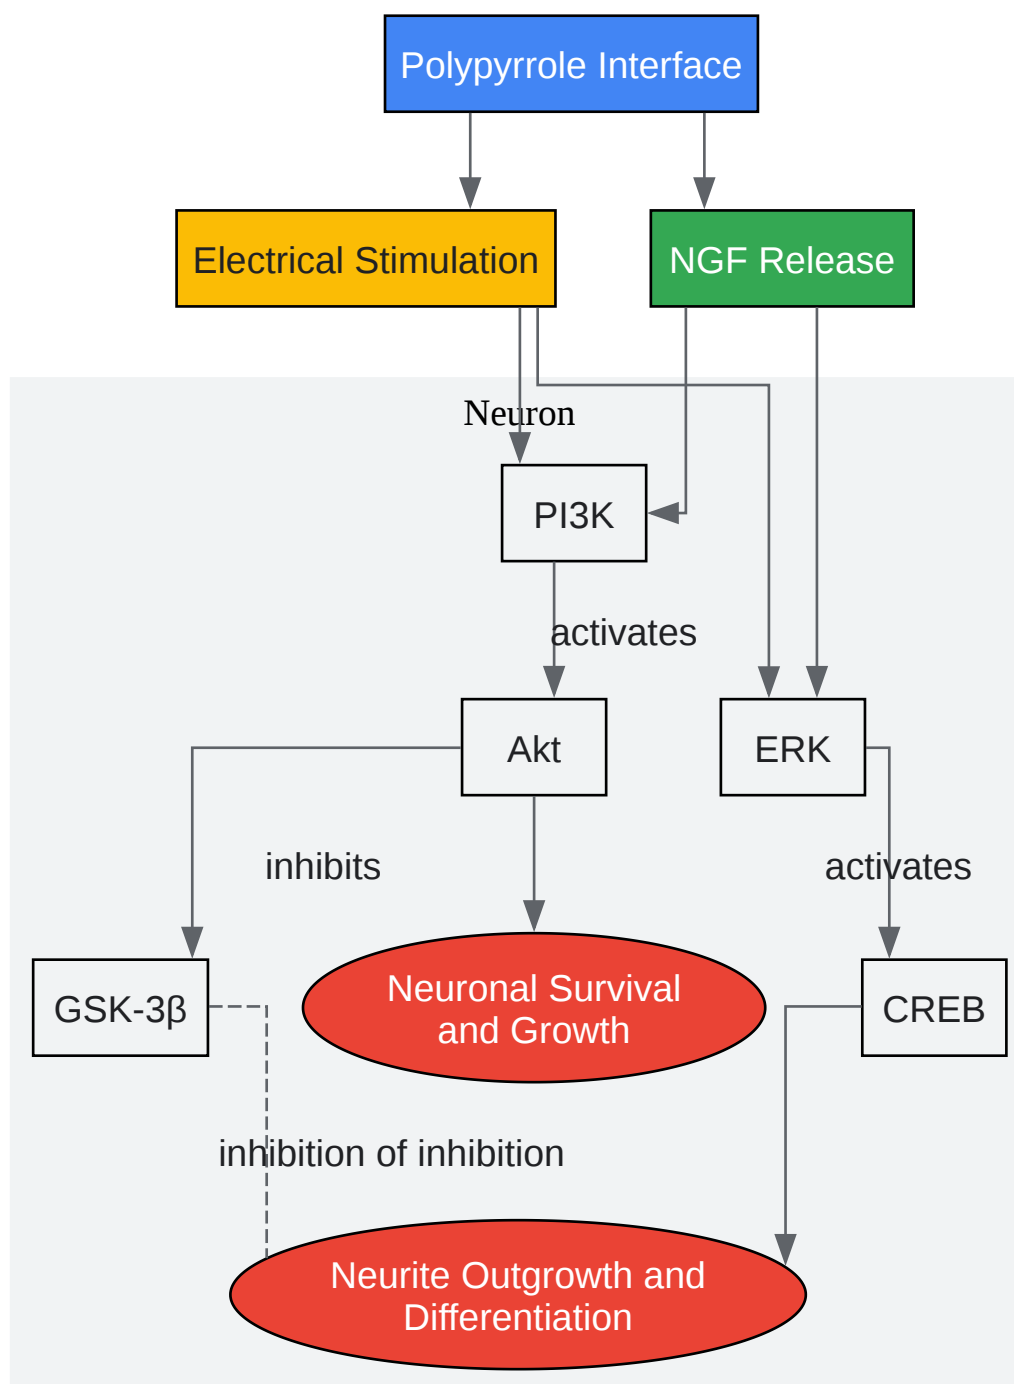 Polypyrrole Interface
Electrical Stimulation
NGF Release
Neuron
PI3K
activates
Akt
ERK
inhibits
activates
GSK-3β
Neuronal Survival
and Growth
CREB
inhibition of inhibition
Neurite Outgrowth and
Differentiation